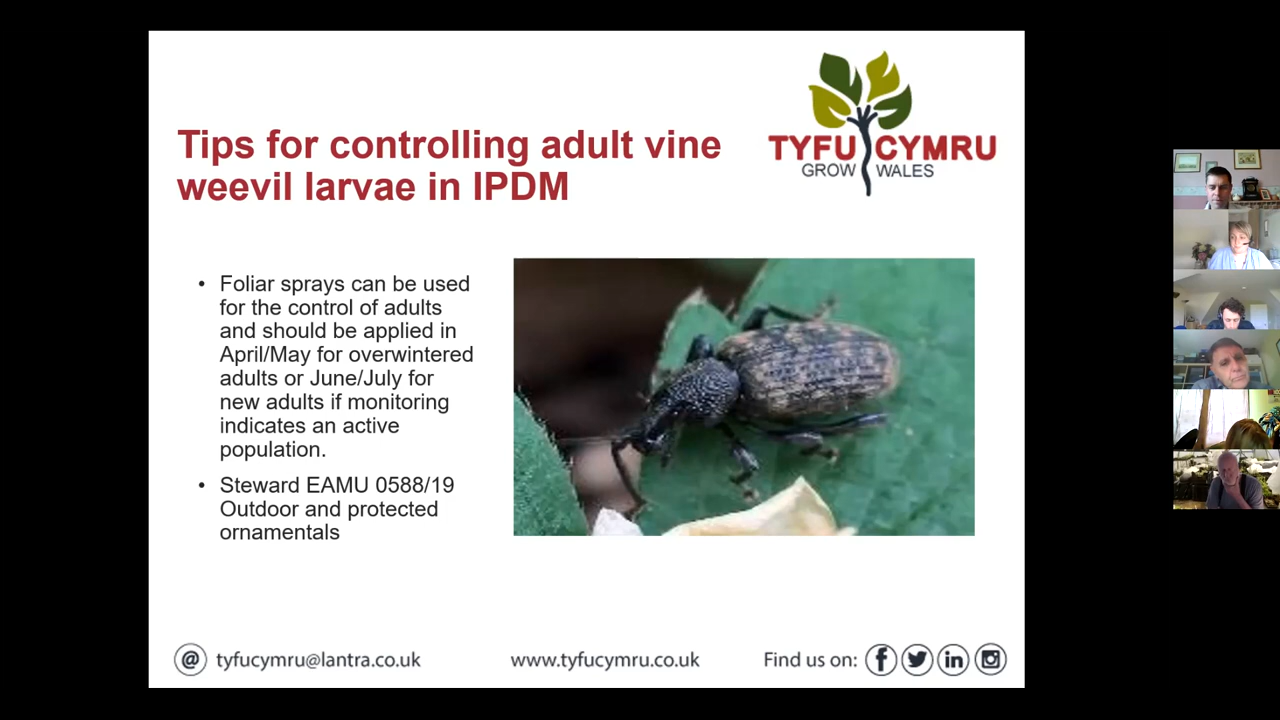 TYFU CYMRU
GROW WALES
Tips for controlling adult vine
weevil larvae in IPDM
• Foliar sprays can be used
for the control of adults
and should be applied in
April/May for overwintered
adults or June/July for
new adults if monitoring
indicates an active
population.
• Steward EAMU 0588/19
Outdoor and protected
ornamentals
@ tyfucymru@lantra.co.uk
www.tyfucymru.co.uk
Find us on: